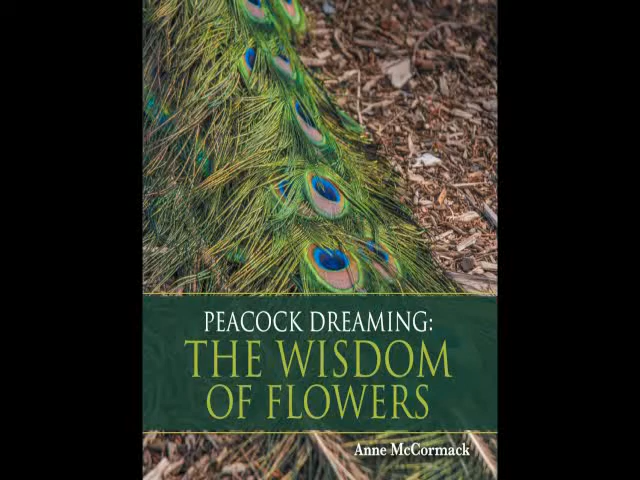 PEACOCK DREAMING:
THE WISDOM
OF FLOWERS
Anne McCormack